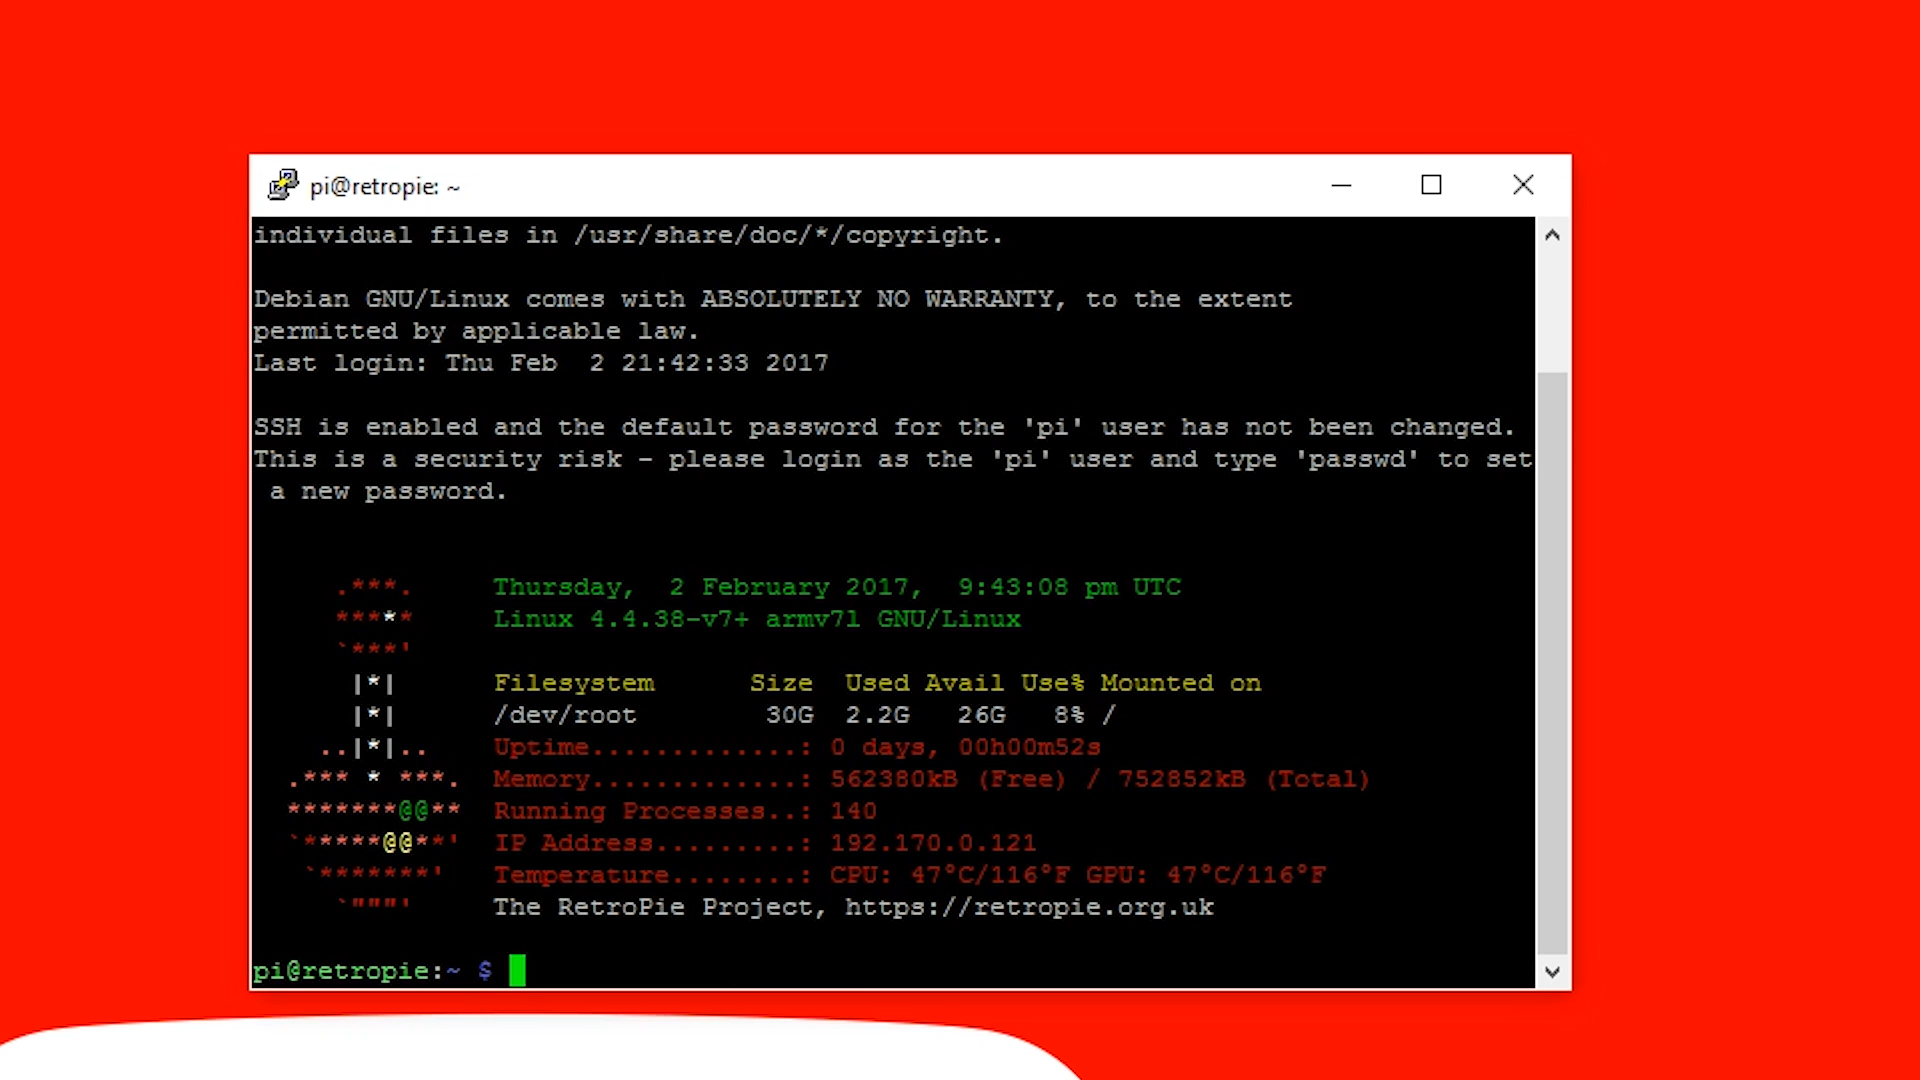 pi@retropie: ~
individual files in /usr/share/doc/*/copyright.
Debian GNU/Linux comes with ABSOLUTELY NO WARRANTY, to the extent
permitted by applicable law.
Last login: Thu Feb  2 21:42:33 2017
SSH is enabled and the default password for the 'pi' user has not been changed.
This is a security risk - please login as the 'pi' user and type 'passwd' to set
 a new password.
.***.     Thursday,  2 February 2017,  9:43:08 pm UTC
*****     Linux 4.4.38-v7+ armv7l GNU/Linux
`***'
|*|      Filesystem      Size  Used Avail Use% Mounted on
|*|      /dev/root        30G  2.2G   26G   8% /
..|*|..    Uptime.............: 0 days, 00h00m52s
.*** * ***.  Memory.............: 562380kB (Free) / 752852kB (Total)
*******@@**  Running Processes..: 140
`******@@**'  IP Address.........: 192.170.0.121
`*******'   Temperature........: CPU: 47°C/116°F GPU: 47°C/116°F
`"""'     The RetroPie Project, https://retropie.org.uk
pi@retropie:~ $